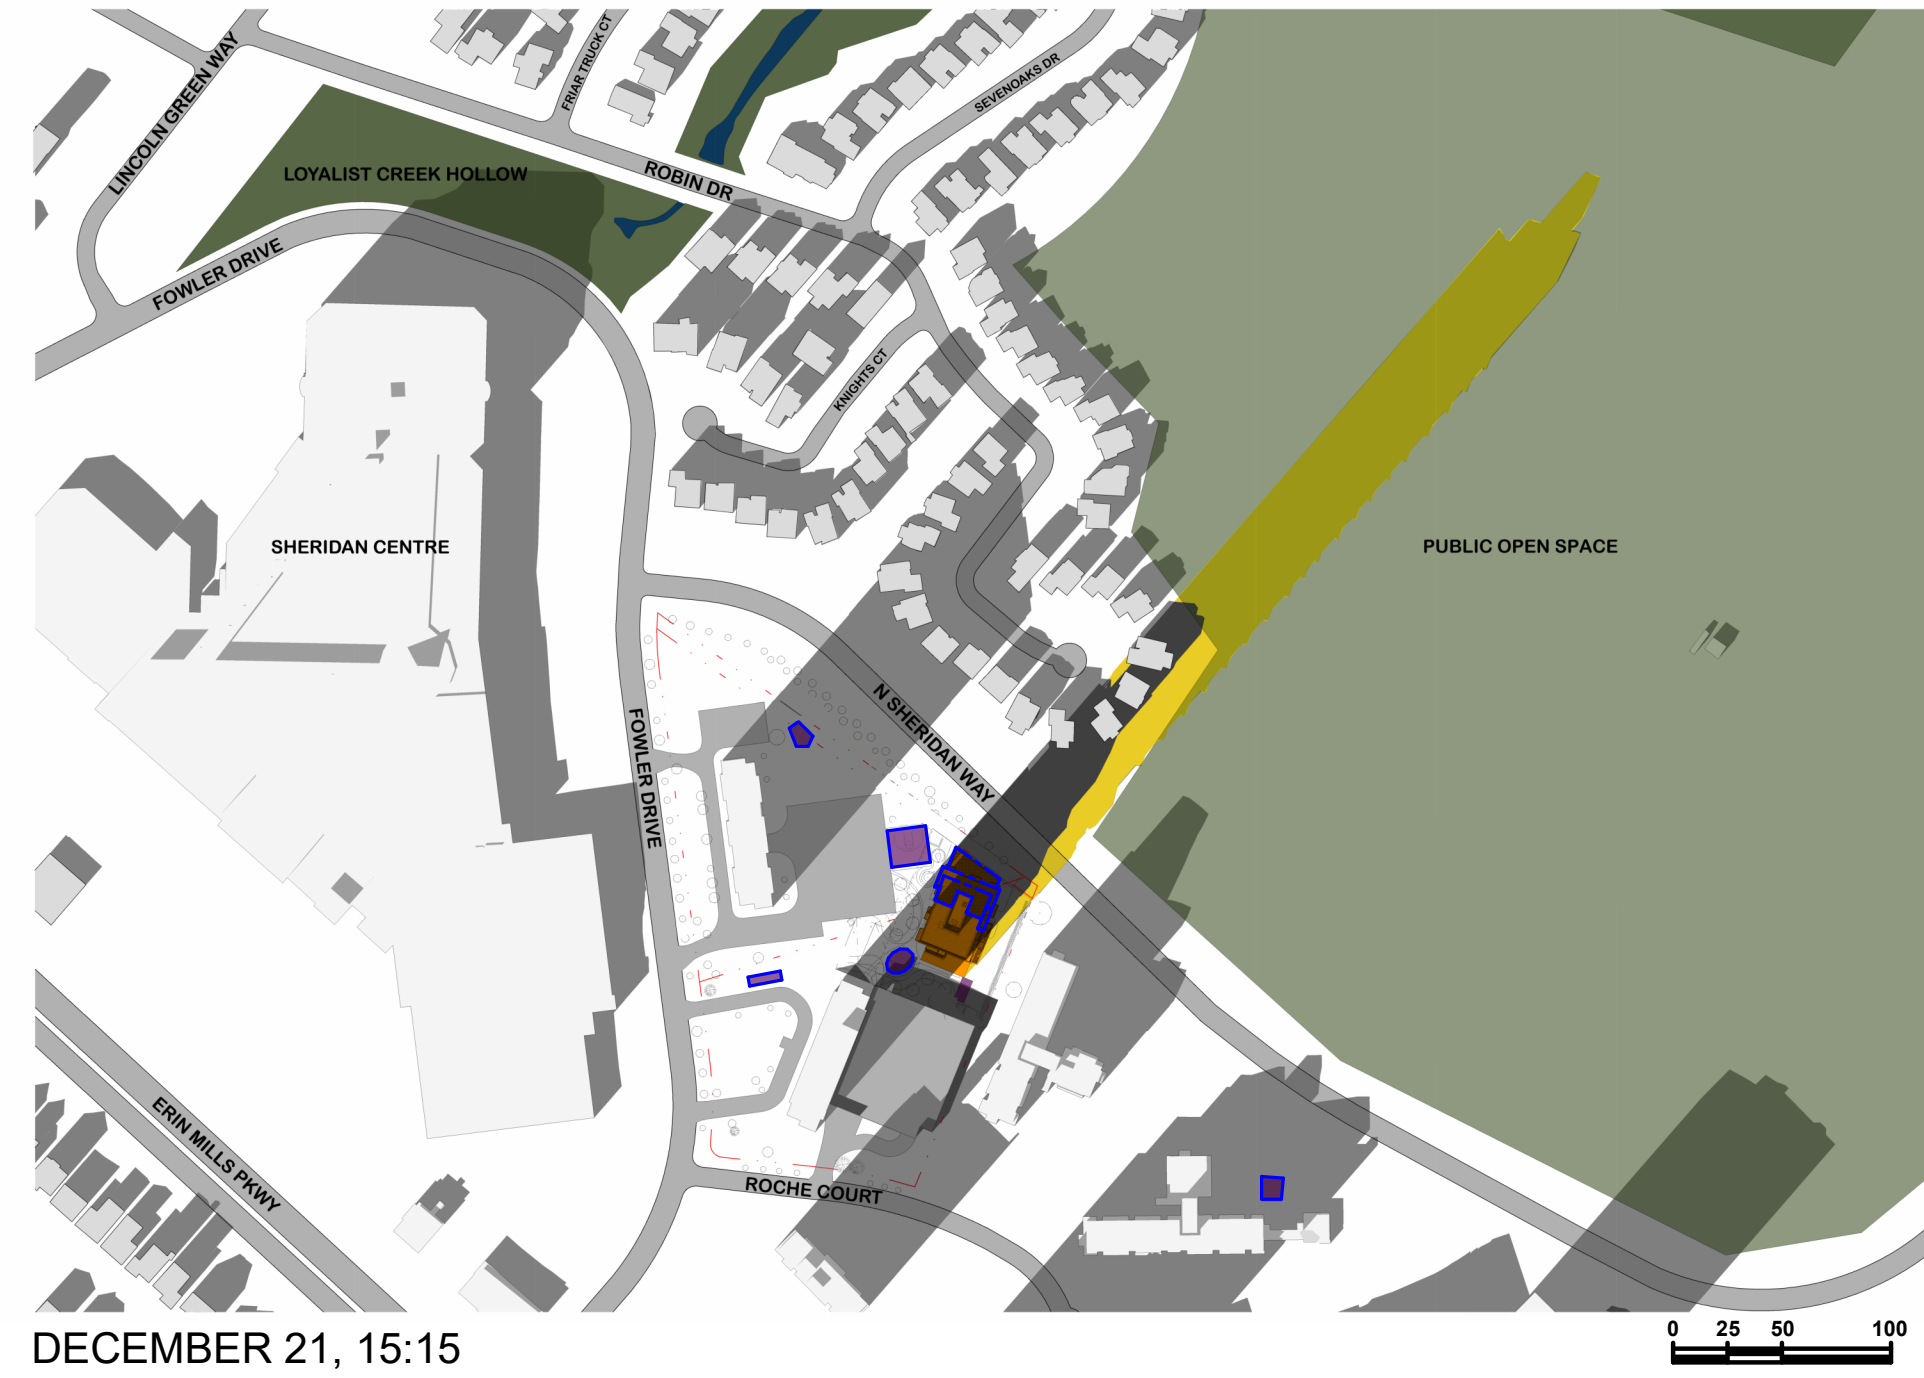 FRIAR TRUCK CT
LINCOLN GREEN WAY
SEVENOAKS DR
LOYALIST CREEK HOLLOW
ROBIN DR
FOWLER DRIVE
KNIGHTS CT
SHERIDAN CENTRE
PUBLIC OPEN SPACE
N SHERIDAN WAY
FOWLER DRIVE
ERIN MILLS PKWY
ROCHE COURT
DECEMBER 21, 15:15
0 25 50 100